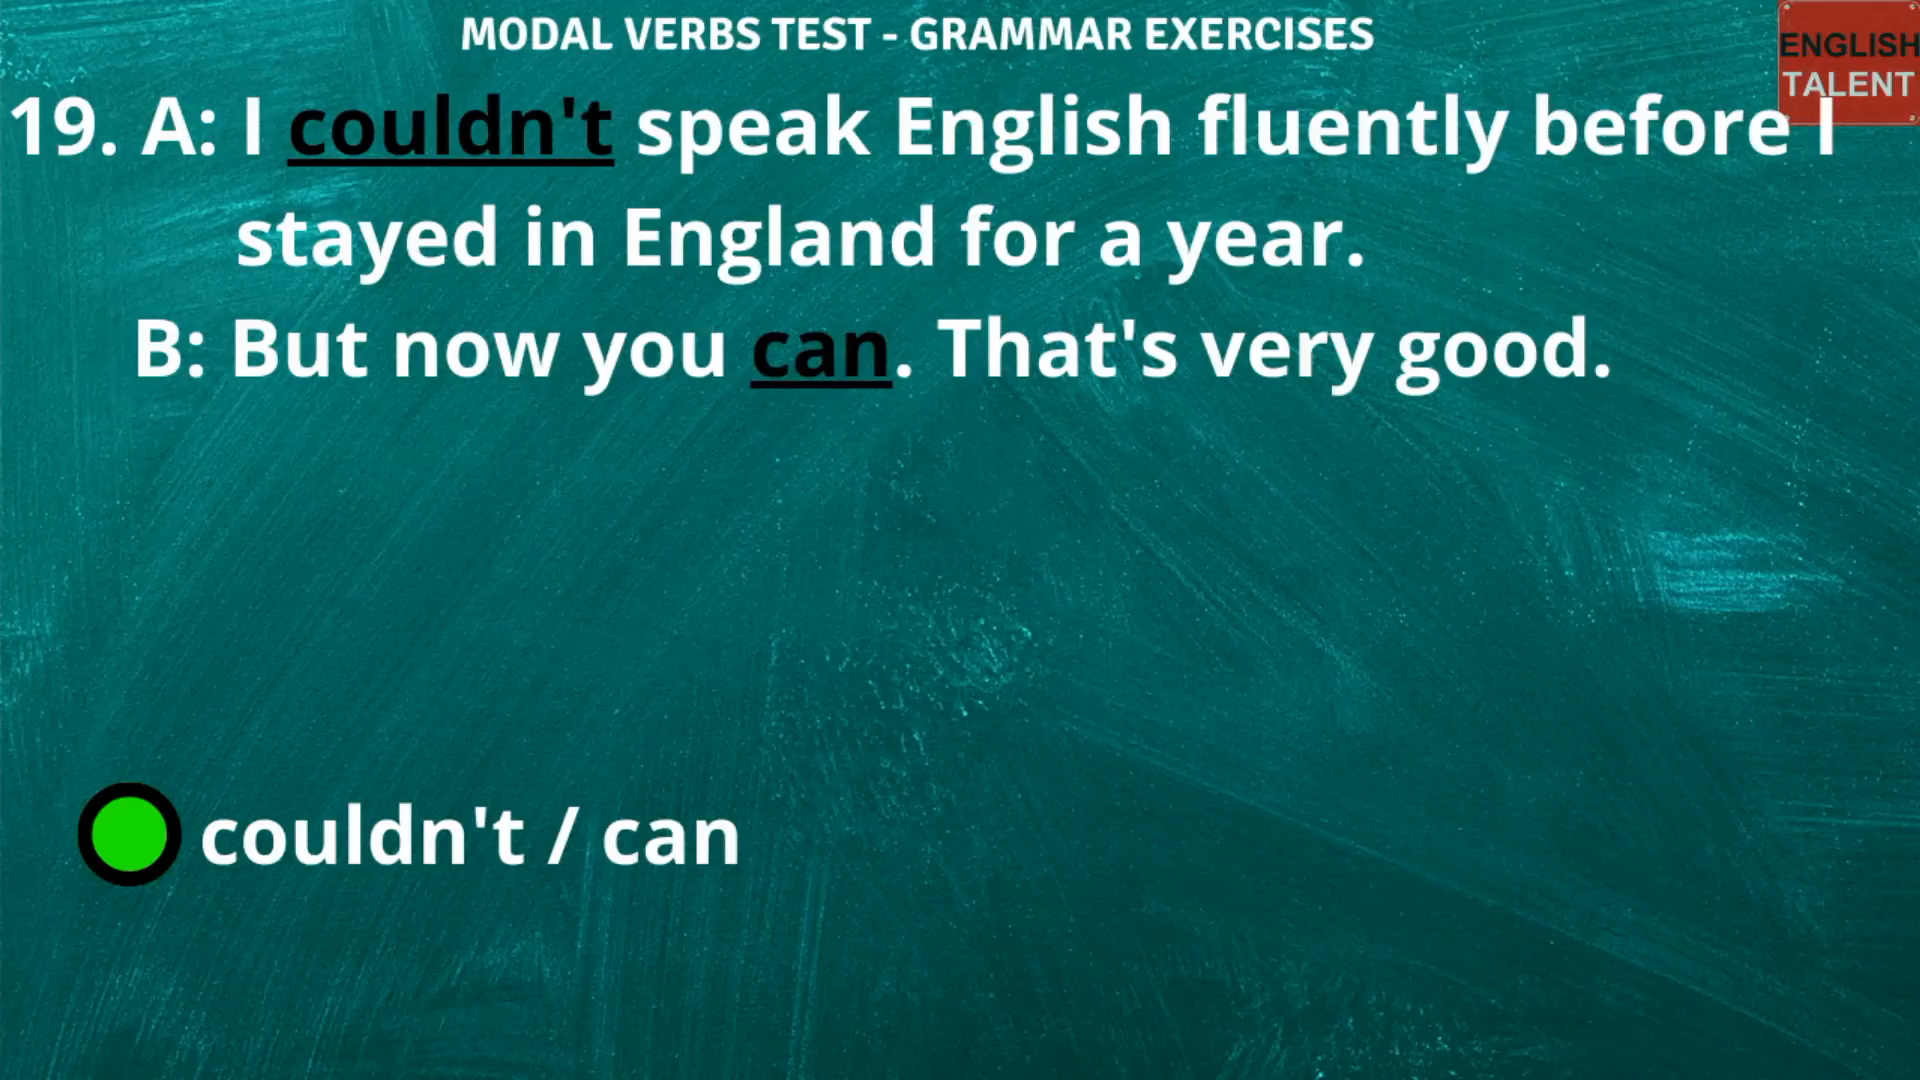 MODAL VERBS TEST - GRAMMAR EXERCISES
ENGLISH
TALENT
19. A: I couldn't speak English fluently before I
stayed in England for a year.
B: But now you can. That's very good.
couldn't / can